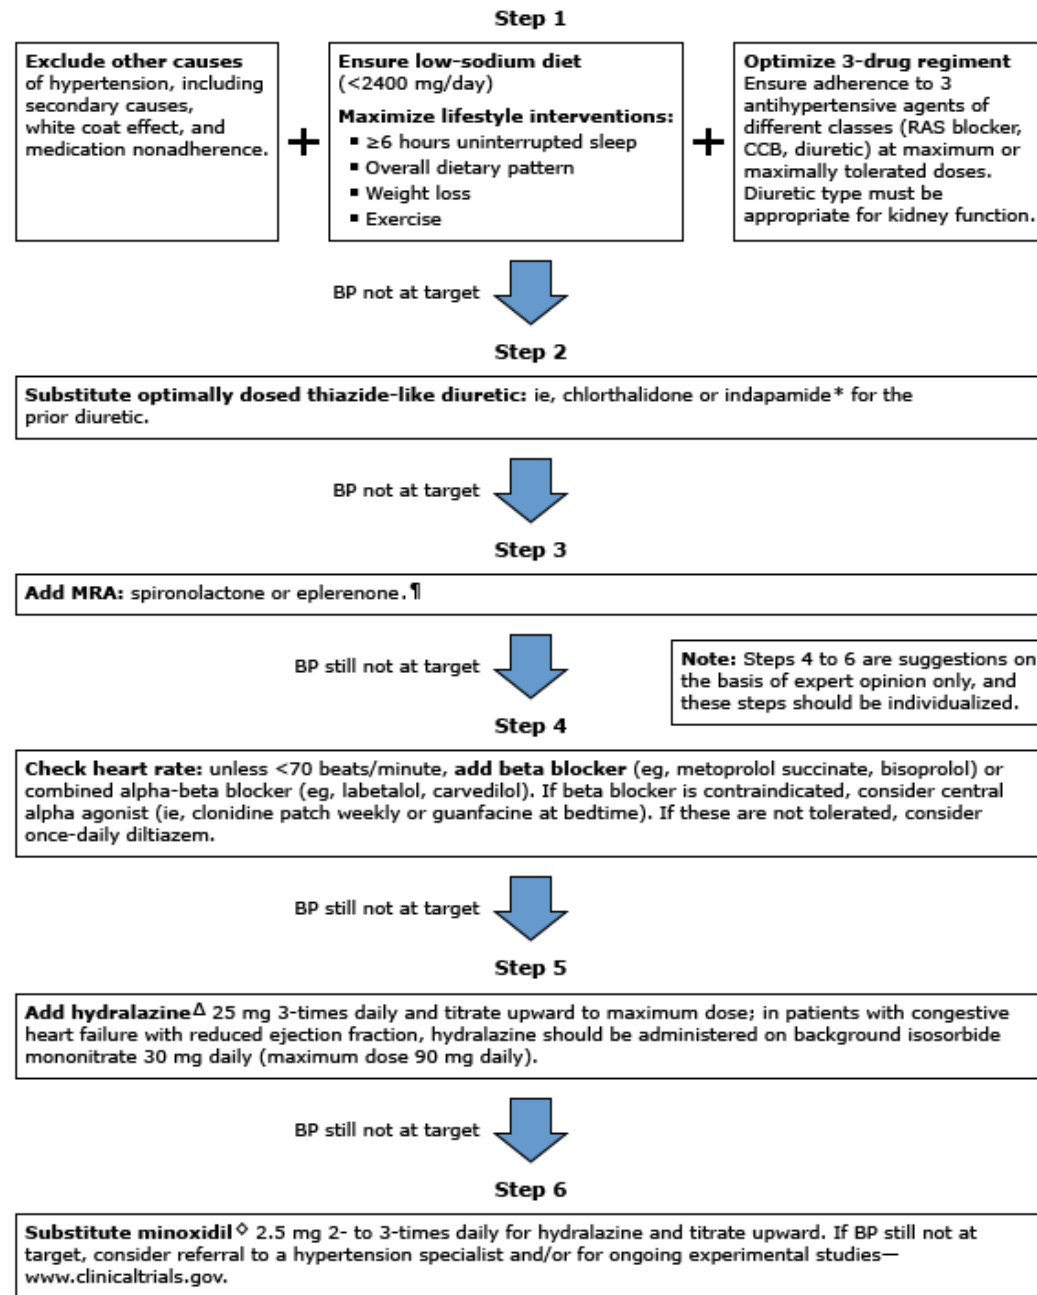 Step 1
Exclude other causes
of hypertension, including
secondary causes,
white coat effect, and
medication nonadherence.
+
Ensure low-sodium diet
(<2400 mg/day)
Maximize lifestyle interventions:
▪ ≥6 hours uninterrupted sleep
▪ Overall dietary pattern
▪ Weight loss
▪ Exercise
+
Optimize 3-drug regiment
Ensure adherence to 3
antihypertensive agents of
different classes (RAS blocker,
CCB, diuretic) at maximum or
maximally tolerated doses.
Diuretic type must be
appropriate for kidney function.
BP not at target
Step 2
Substitute optimally dosed thiazide-like diuretic: ie, chlorthalidone or indapamide* for the
prior diuretic.
BP not at target
Step 3
Add MRA: spironolactone or eplerenone.¶
BP still not at target
Note: Steps 4 to 6 are suggestions on
the basis of expert opinion only, and
these steps should be individualized.
Step 4
Check heart rate: unless <70 beats/minute, add beta blocker (eg, metoprolol succinate, bisoprolol) or
combined alpha-beta blocker (eg, labetalol, carvedilol). If beta blocker is contraindicated, consider central
alpha agonist (ie, clonidine patch weekly or guanfacine at bedtime). If these are not tolerated, consider
once-daily diltiazem.
BP still not at target
Step 5
Add hydralazineΔ 25 mg 3-times daily and titrate upward to maximum dose; in patients with congestive
heart failure with reduced ejection fraction, hydralazine should be administered on background isosorbide
mononitrate 30 mg daily (maximum dose 90 mg daily).
BP still not at target
Step 6
Substitute minoxidil◇ 2.5 mg 2- to 3-times daily for hydralazine and titrate upward. If BP still not at
target, consider referral to a hypertension specialist and/or for ongoing experimental studies—
www.clinicaltrials.gov.